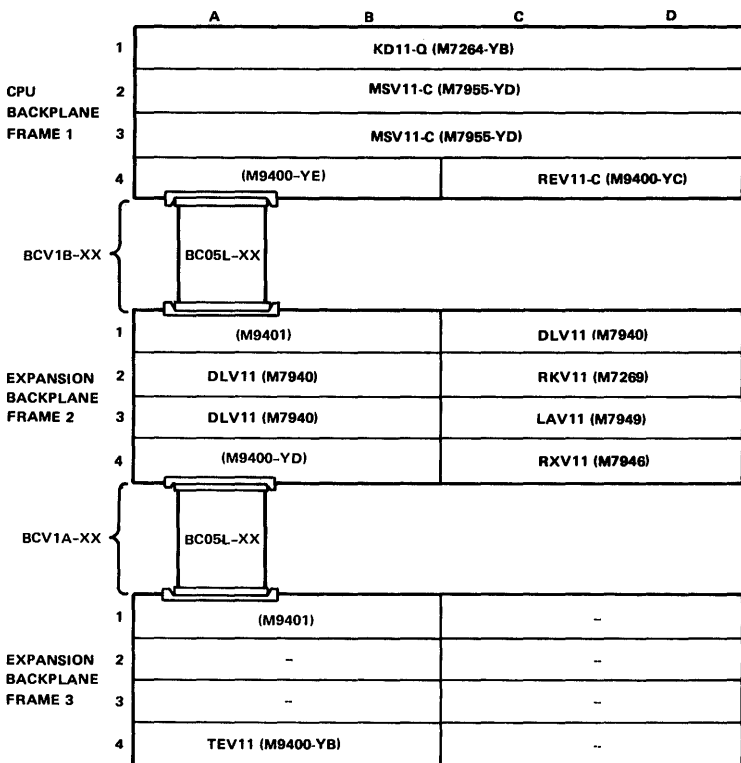 A B C D
1 KD11-Q (M7264-YB)
CPU BACKPLANE FRAME 1
2 MSV11-C (M7955-YD)
3 MSV11-C (M7955-YD)
4 (M9400-YE) REV11-C (M9400-YC)
BCV1B-XX BC05L-XX
1 (M9401) DLV11 (M7940)
EXPANSION BACKPLANE FRAME 2
2 DLV11 (M7940) RKV11 (M7269)
3 DLV11 (M7940) LAV11 (M7949)
4 (M9400-YD) RXV11 (M7946)
BCV1A-XX BC05L-XX
1 (M9401) --
EXPANSION BACKPLANE FRAME 3
2 -- --
3 -- --
4 TEV11 (M9400-YB) --